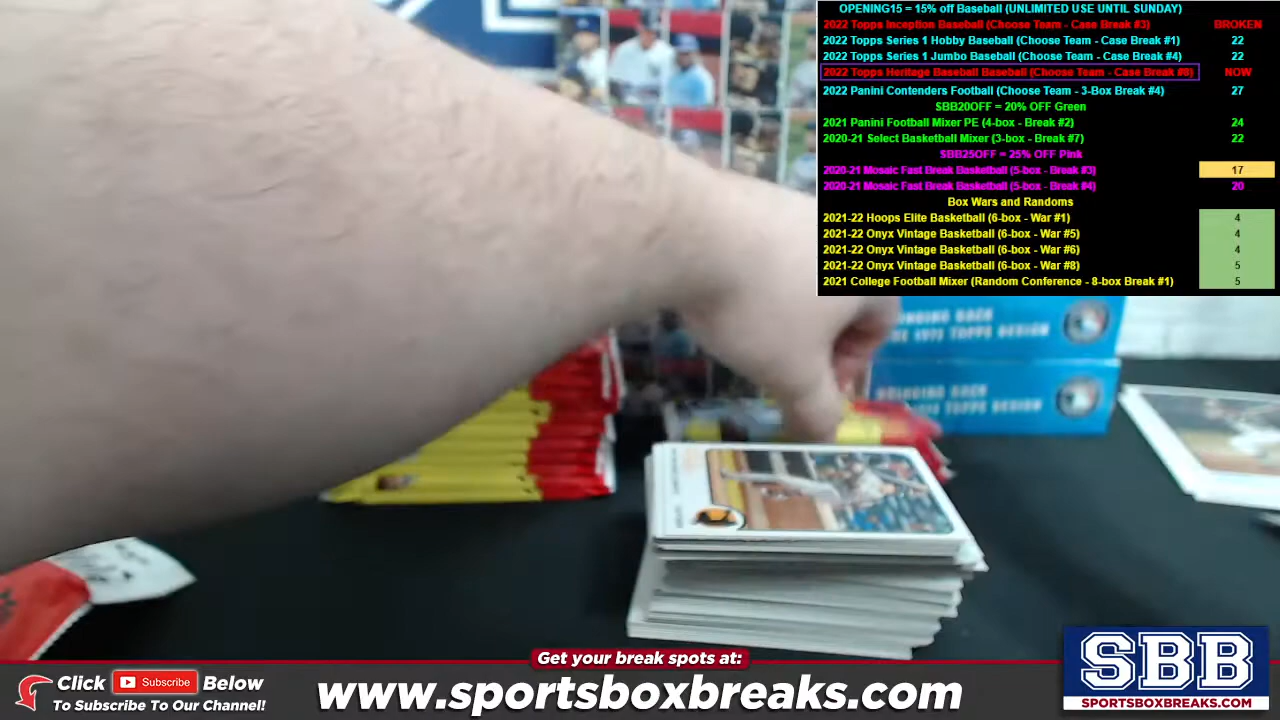 OPENING15 = 15% off Baseball (UNLIMITED USE UNTIL SUNDAY)
2022 Topps Inception Baseball (Choose Team - Case Break #3) BROKEN
2022 Topps Series 1 Hobby Baseball (Choose Team - Case Break #1) 22
2022 Topps Series 1 Jumbo Baseball (Choose Team - Case Break #4) 22
2022 Topps Heritage Baseball Baseball (Choose Team - Case Break #8) NOW
2022 Panini Contenders Football (Choose Team - 3-Box Break #4) 27
SBB20OFF = 20% OFF Green
2021 Panini Football Mixer PE (4-box - Break #2) 24
2020-21 Select Basketball Mixer (3-box - Break #7) 22
SBB25OFF = 25% OFF Pink
2020-21 Mosaic Fast Break Basketball (5-box - Break #3) 17
2020-21 Mosaic Fast Break Basketball (5-box - Break #4) 20
Box Wars and Randoms
2021-22 Hoops Elite Basketball (6-box - War #1) 4
2021-22 Onyx Vintage Basketball (6-box - War #5) 4
2021-22 Onyx Vintage Basketball (6-box - War #6) 4
2021-22 Onyx Vintage Basketball (6-box - War #8) 5
2021 College Football Mixer (Random Conference - 8-box Break #1) 5
1973 TOPPS DESIGN
BRINGING BACK
TOPPS DESIGN
Get your break spots at:
Click Subscribe Below
To Subscribe To Our Channel!
www.sportsboxbreaks.com
SBB
SPORTSBOXBREAKS.COM